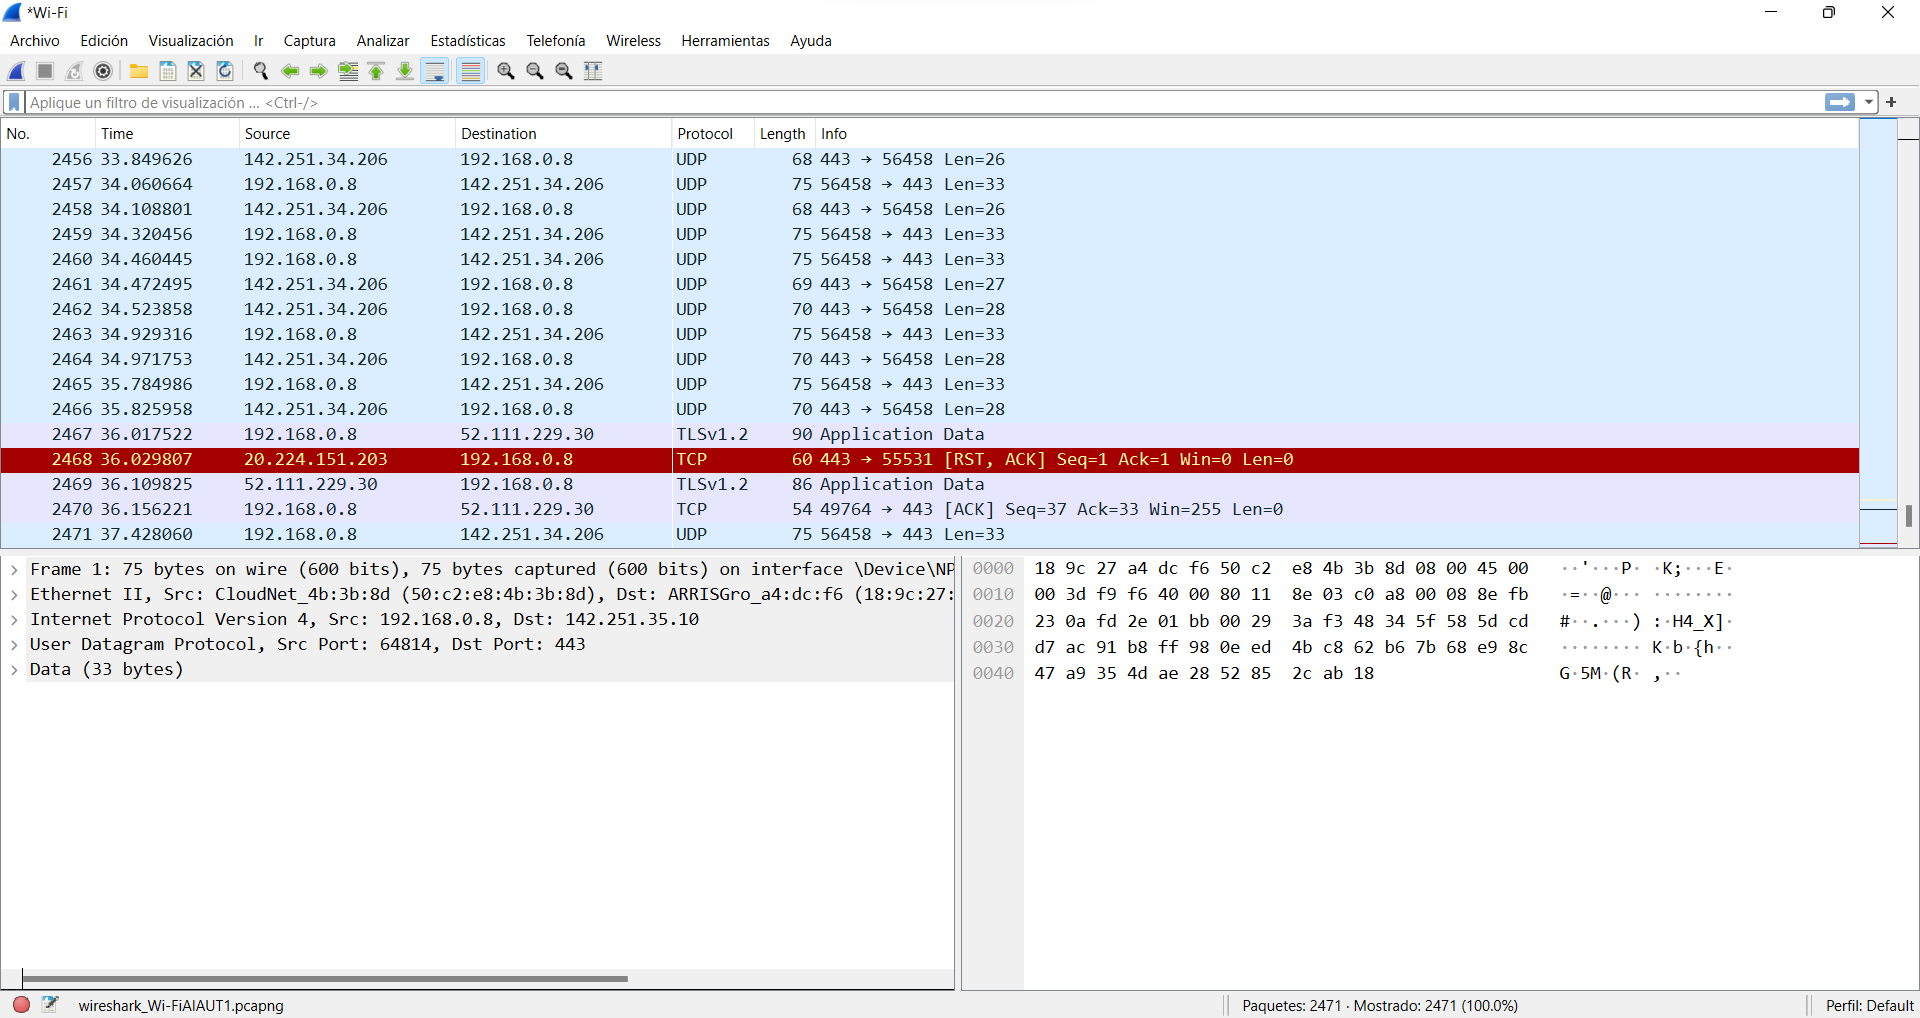 *Wi-Fi
Archivo Edición Visualización Ir Captura Analizar Estadísticas Telefonía Wireless Herramientas Ayuda
Aplique un filtro de visualización ... <Ctrl-/>
No. Time Source Destination Protocol Length Info
2456 33.849626 142.251.34.206 192.168.0.8 UDP 68 443 → 56458 Len=26
2457 34.060664 192.168.0.8 142.251.34.206 UDP 75 56458 → 443 Len=33
2458 34.108801 142.251.34.206 192.168.0.8 UDP 68 443 → 56458 Len=26
2459 34.320456 192.168.0.8 142.251.34.206 UDP 75 56458 → 443 Len=33
2460 34.460445 192.168.0.8 142.251.34.206 UDP 75 56458 → 443 Len=33
2461 34.472495 142.251.34.206 192.168.0.8 UDP 69 443 → 56458 Len=27
2462 34.523858 142.251.34.206 192.168.0.8 UDP 70 443 → 56458 Len=28
2463 34.929316 192.168.0.8 142.251.34.206 UDP 75 56458 → 443 Len=33
2464 34.971753 142.251.34.206 192.168.0.8 UDP 70 443 → 56458 Len=28
2465 35.784986 192.168.0.8 142.251.34.206 UDP 75 56458 → 443 Len=33
2466 35.825958 142.251.34.206 192.168.0.8 UDP 70 443 → 56458 Len=28
2467 36.017522 192.168.0.8 52.111.229.30 TLSv1.2 90 Application Data
2468 36.029807 20.224.151.203 192.168.0.8 TCP 60 443 → 55531 [RST, ACK] Seq=1 Ack=1 Win=0 Len=0
2469 36.109825 52.111.229.30 192.168.0.8 TLSv1.2 86 Application Data
2470 36.156221 192.168.0.8 52.111.229.30 TCP 54 49764 → 443 [ACK] Seq=37 Ack=33 Win=255 Len=0
2471 37.428060 192.168.0.8 142.251.34.206 UDP 75 56458 → 443 Len=33
Frame 1: 75 bytes on wire (600 bits), 75 bytes captured (600 bits) on interface \Device\NP
Ethernet II, Src: CloudNet_4b:3b:8d (50:c2:e8:4b:3b:8d), Dst: ARRISGro_a4:dc:f6 (18:9c:27:
Internet Protocol Version 4, Src: 192.168.0.8, Dst: 142.251.35.10
User Datagram Protocol, Src Port: 64814, Dst Port: 443
Data (33 bytes)
0000 18 9c 27 a4 dc f6 50 c2 e8 4b 3b 8d 08 00 45 00 ··'···P· ·K;···E·
0010 00 3d f9 f6 40 00 80 11 8e 03 c0 a8 00 08 8e fb ·=··@··· ········
0020 23 0a fd 2e 01 bb 00 29 3a f3 48 34 5f 58 5d cd #··.···) :·H4_X]·
0030 d7 ac 91 b8 ff 98 0e ed 4b c8 62 b6 7b 68 e9 8c ········ K·b·{h··
0040 47 a9 35 4d ae 28 52 85 2c ab 18 G·5M·(R· ,··
wireshark_Wi-FiAIAUT1.pcapng
Paquetes: 2471 · Mostrado: 2471 (100.0%)
Perfil: Default